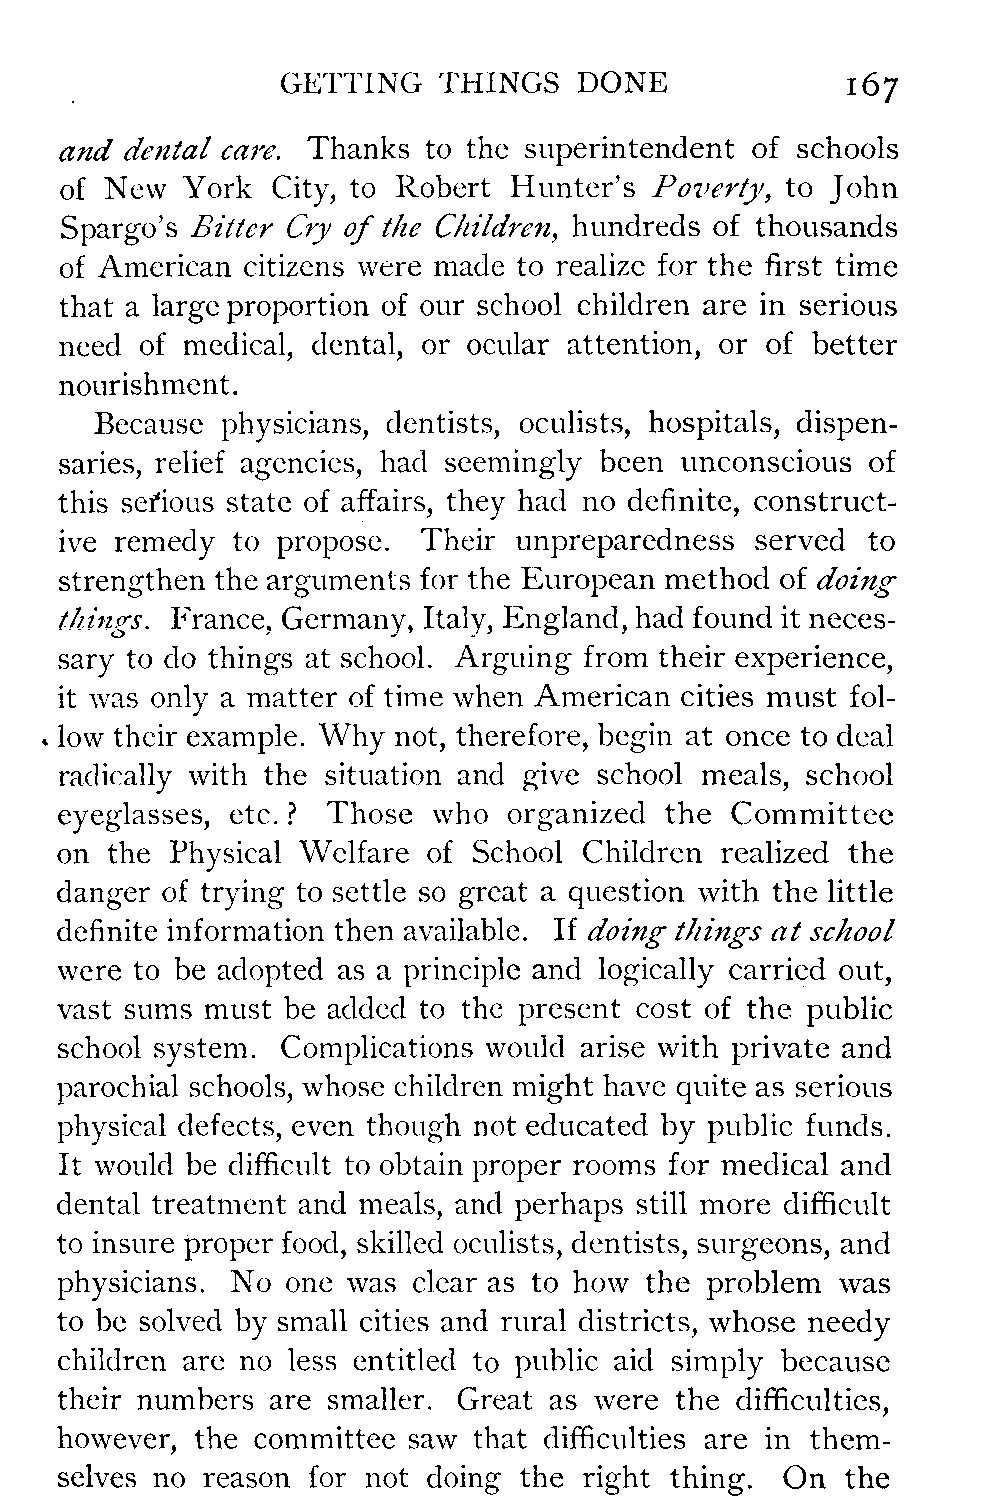 GETTING THINGS DONE 167
and dental care. Thanks to the superintendent of schools
of New York City, to Robert Hunter's Poverty, to John
Spargo's Bitter Cry of the Children, hundreds of thousands
of American citizens were made to realize for the first time
that a large proportion of our school children are in serious
need of medical, dental, or ocular attention, or of better
nourishment.
Because physicians, dentists, oculists, hospitals, dispen-
saries, relief agencies, had seemingly been unconscious of
this serious state of affairs, they had no definite, construct-
ive remedy to propose. Their unpreparedness served to
strengthen the arguments for the European method of doing
things. France, Germany, Italy, England, had found it neces-
sary to do things at school. Arguing from their experience,
it was only a matter of time when American cities must fol-
low their example. Why not, therefore, begin at once to deal
radically with the situation and give school meals, school
eyeglasses, etc.? Those who organized the Committee
on the Physical Welfare of School Children realized the
danger of trying to settle so great a question with the little
definite information then available. If doing things at school
were to be adopted as a principle and logically carried out,
vast sums must be added to the present cost of the public
school system. Complications would arise with private and
parochial schools, whose children might have quite as serious
physical defects, even though not educated by public funds.
It would be difficult to obtain proper rooms for medical and
dental treatment and meals, and perhaps still more difficult
to insure proper food, skilled oculists, dentists, surgeons, and
physicians. No one was clear as to how the problem was
to be solved by small cities and rural districts, whose needy
children are no less entitled to public aid simply because
their numbers are smaller. Great as were the difficulties,
however, the committee saw that difficulties are in them-
selves no reason for not doing the right thing. On the